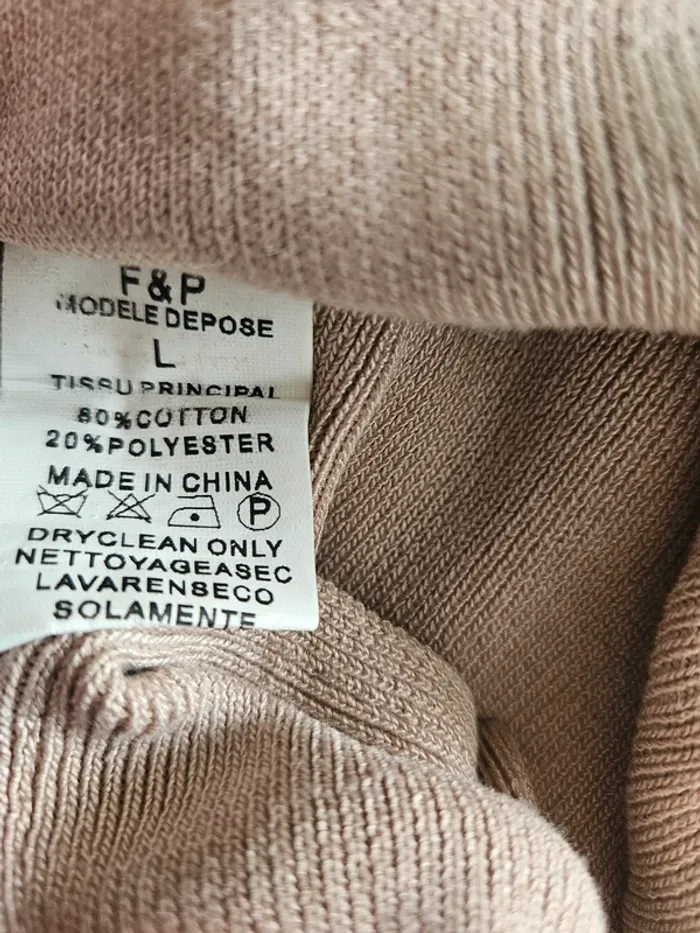 F&P
MODELE DEPOSE
L
TISSU PRINCIPAL
80%COTTON
20%POLYESTER
MADE IN CHINA
P
DRYCLEAN ONLY
NETTOYAGEASEC
LAVARENSECO
SOLAMENTE